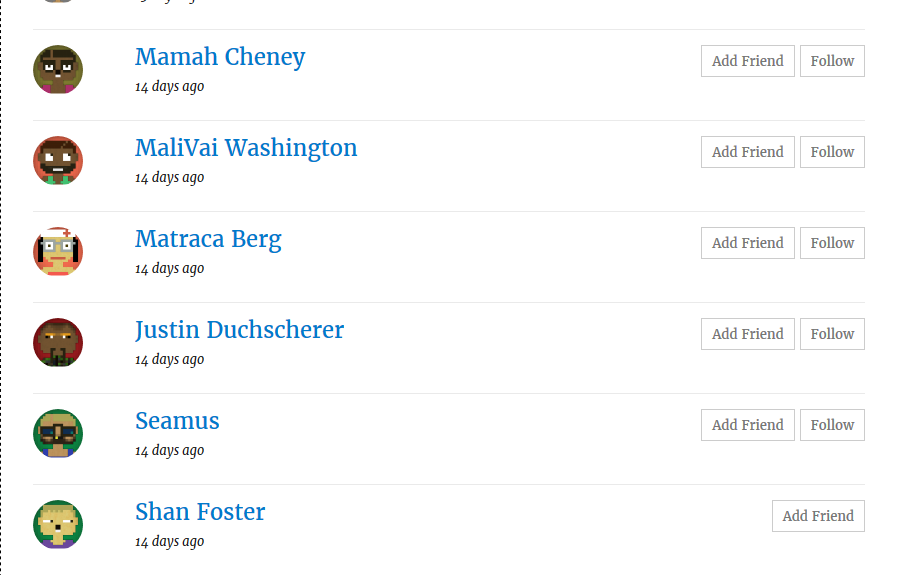 Mamah Cheney
14 days ago
Add Friend
Follow
MaliVai Washington
14 days ago
Add Friend
Follow
Matraca Berg
14 days ago
Add Friend
Follow
Justin Duchscherer
14 days ago
Add Friend
Follow
Seamus
14 days ago
Add Friend
Follow
Shan Foster
14 days ago
Add Friend